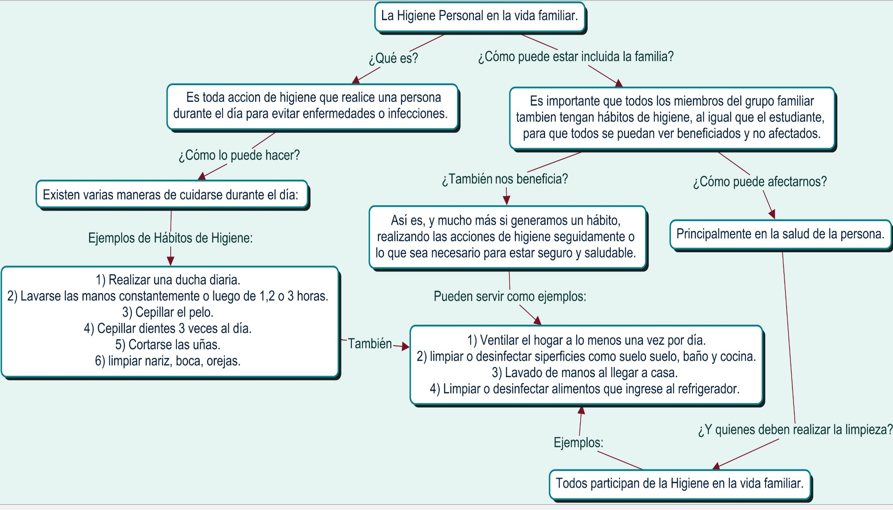 La Higiene Personal en la vida familiar.
¿Qué es?
¿Cómo puede estar incluida la familia?
Es toda accion de higiene que realice una persona
durante el día para evitar enfermedades o infecciones.
Es importante que todos los miembros del grupo familiar
tambien tengan hábitos de higiene, al igual que el estudiante,
para que todos se puedan ver beneficiados y no afectados.
¿Cómo lo puede hacer?
¿También nos beneficia?
¿Cómo puede afectarnos?
Existen varias maneras de cuidarse durante el día:
Asi es, y mucho más si generamos un hábito,
realizando las acciones de higiene seguidamente o
lo que sea necesario para estar seguro y saludable.
Principalmente en la salud de la persona.
Ejemplos de Hábitos de Higiene:
1) Realizar una ducha diaria.
2) Lavarse las manos constantemente o luego de 1,2 o 3 horas.
3) Cepillar el pelo.
4) Cepillar dientes 3 veces al día.
5) Cortarse las uñas.
6) limpiar nariz, boca, orejas.
Pueden servir como ejemplos:
También
1) Ventilar el hogar a lo menos una vez por día.
2) limpiar o desinfectar siperficies como suelo suelo, baño y cocina.
3) Lavado de manos al llegar a casa.
4) Limpiar o desinfectar alimentos que ingrese al refrigerador.
¿Y quienes deben realizar la limpieza?
Ejemplos:
Todos participan de la Higiene en la vida familiar.